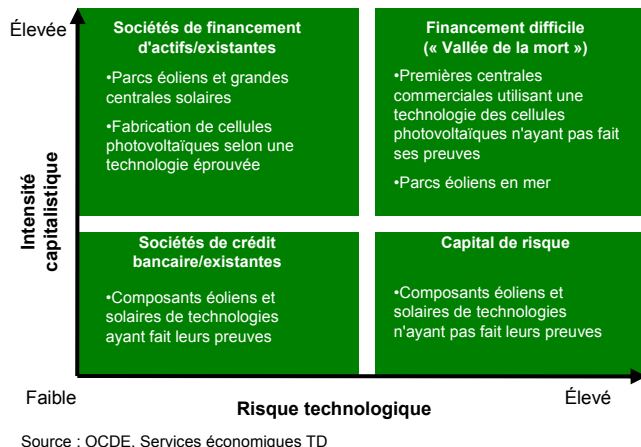 Élevée
Sociétés de financement
d'actifs/existantes
•Parcs éoliens et grandes
centrales solaires
•Fabrication de cellules
photovoltaïques selon une
technologie éprouvée
Financement difficile
(« Vallée de la mort »)
•Premières centrales
commerciales utilisant une
technologie des cellules
photovoltaïques n'ayant pas fait
ses preuves
•Parcs éoliens en mer
Intensité
capitalistique
Sociétés de crédit
bancaire/existantes
•Composants éoliens et
solaires de technologies
ayant fait leurs preuves
Capital de risque
•Composants éoliens et
solaires de technologies
n'ayant pas fait leurs preuves
Faible
Risque technologique
Élevé
Source : OCDE, Services économiques TD